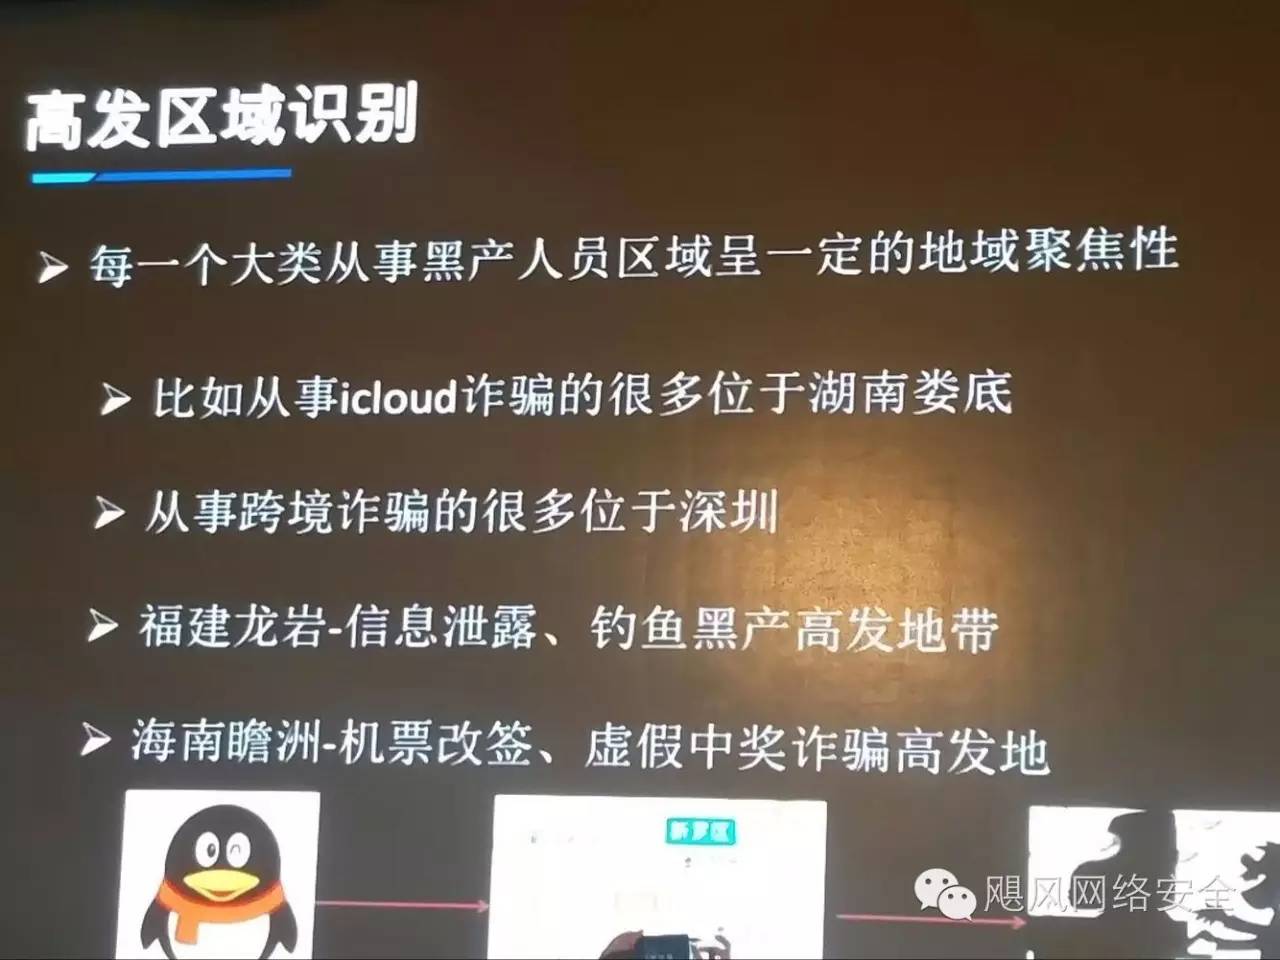 高发区域识别
每一个大类从事黑产人员区域呈一定的地域聚焦性
比如从事icloud诈骗的很多位于湖南娄底
从事跨境诈骗的很多位于深圳
福建龙岩-信息泄露、钓鱼黑产高发地带
海南瞻洲-机票改签、虚假中奖诈骗高发地
新罗区
飓风网络安全